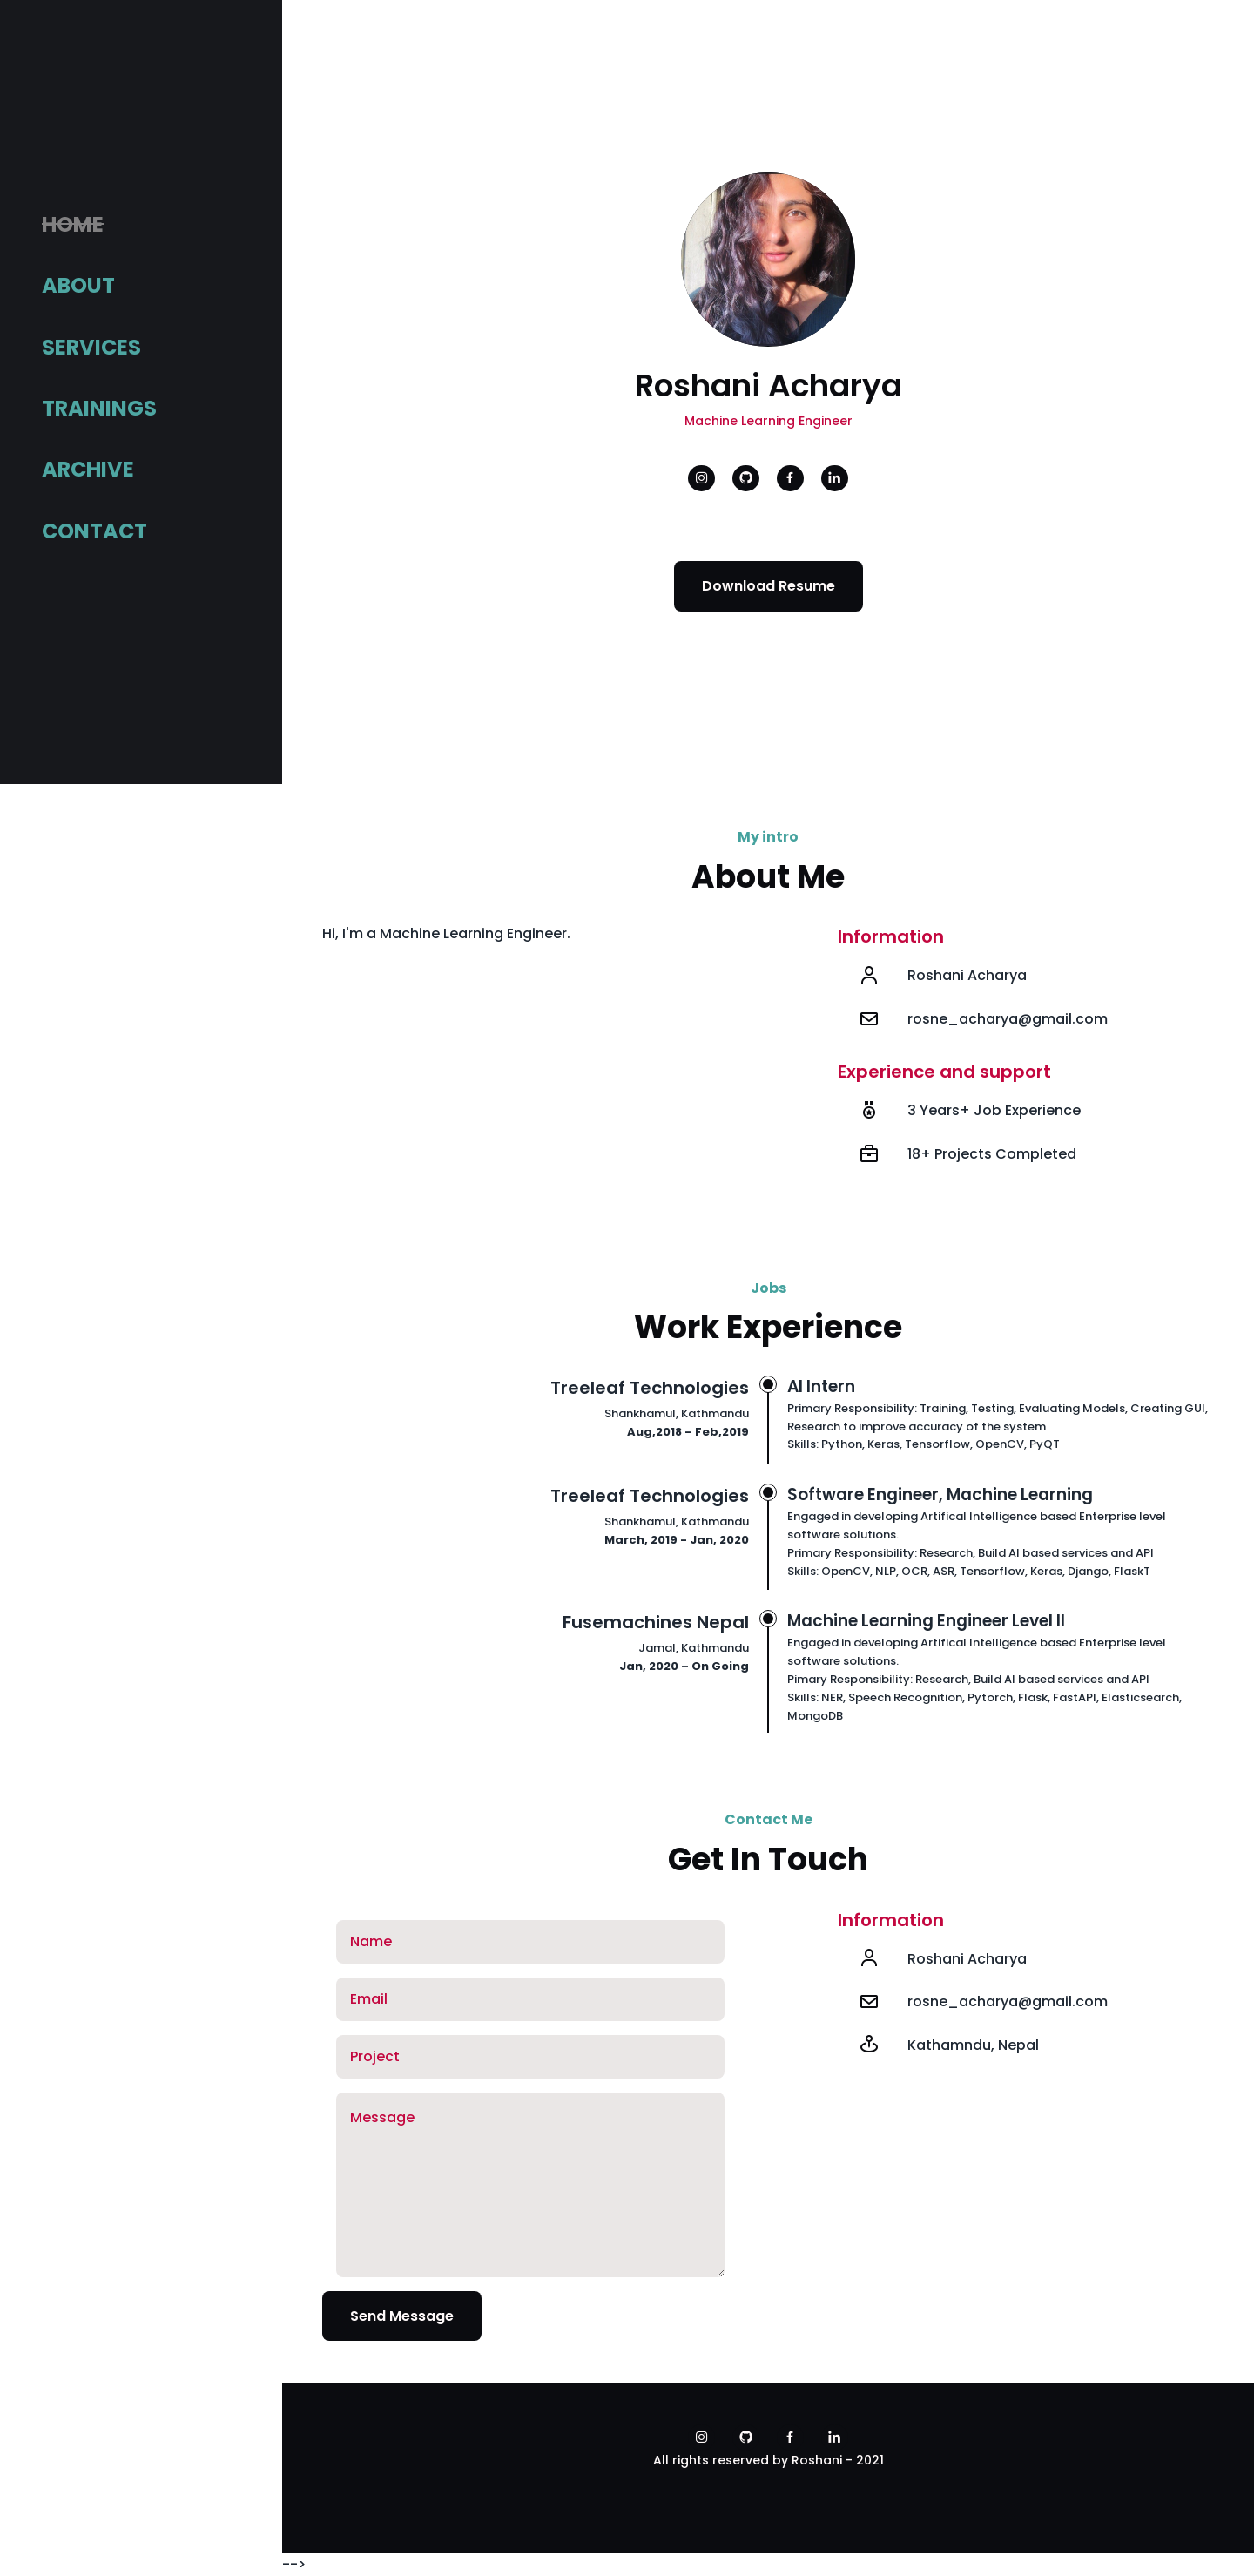 HOME
ABOUT
SERVICES
TRAININGS
ARCHIVE
CONTACT
Roshani Acharya
Machine Learning Engineer
Download Resume
My intro
About Me
Hi, I'm a Machine Learning Engineer.
Information
Roshani Acharya
rosne_acharya@gmail.com
Experience and support
3 Years+ Job Experience
18+ Projects Completed
Jobs
Work Experience
Treeleaf Technologies
Shankhamul, Kathmandu
Aug,2018 – Feb,2019
AI Intern
Primary Responsibility: Training, Testing, Evaluating Models, Creating GUI,
Research to improve accuracy of the system
Skills: Python, Keras, Tensorflow, OpenCV, PyQT
Treeleaf Technologies
Shankhamul, Kathmandu
March, 2019 - Jan, 2020
Software Engineer, Machine Learning
Engaged in developing Artifical Intelligence based Enterprise level
software solutions.
Primary Responsibility: Research, Build AI based services and API
Skills: OpenCV, NLP, OCR, ASR, Tensorflow, Keras, Django, FlaskT
Fusemachines Nepal
Jamal, Kathmandu
Jan, 2020 – On Going
Machine Learning Engineer Level II
Engaged in developing Artifical Intelligence based Enterprise level
software solutions.
Pimary Responsibility: Research, Build AI based services and API
Skills: NER, Speech Recognition, Pytorch, Flask, FastAPI, Elasticsearch,
MongoDB
Contact Me
Get In Touch
Name
Email
Project
Message
Send Message
Information
Roshani Acharya
rosne_acharya@gmail.com
Kathamndu, Nepal
All rights reserved by Roshani - 2021
-->